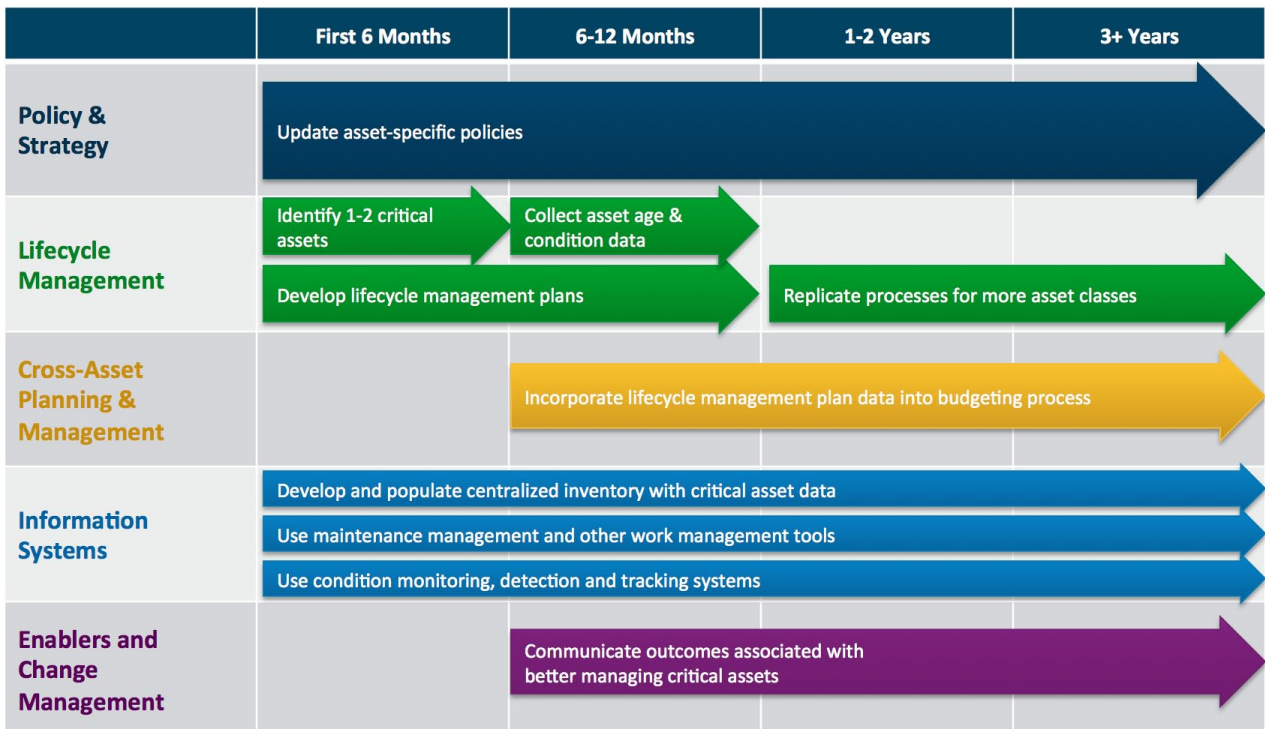 First 6 Months
6-12 Months
1-2 Years
3+ Years
Policy &
Strategy
Update asset-specific policies
Lifecycle
Management
Identify 1-2 critical
assets
Collect asset age &
condition data
Develop lifecycle management plans
Replicate processes for more asset classes
Cross-Asset
Planning &
Management
Incorporate lifecycle management plan data into budgeting process
Information
Systems
Develop and populate centralized inventory with critical asset data
Use maintenance management and other work management tools
Use condition monitoring, detection and tracking systems
Enablers and
Change
Management
Communicate outcomes associated with
better managing critical assets